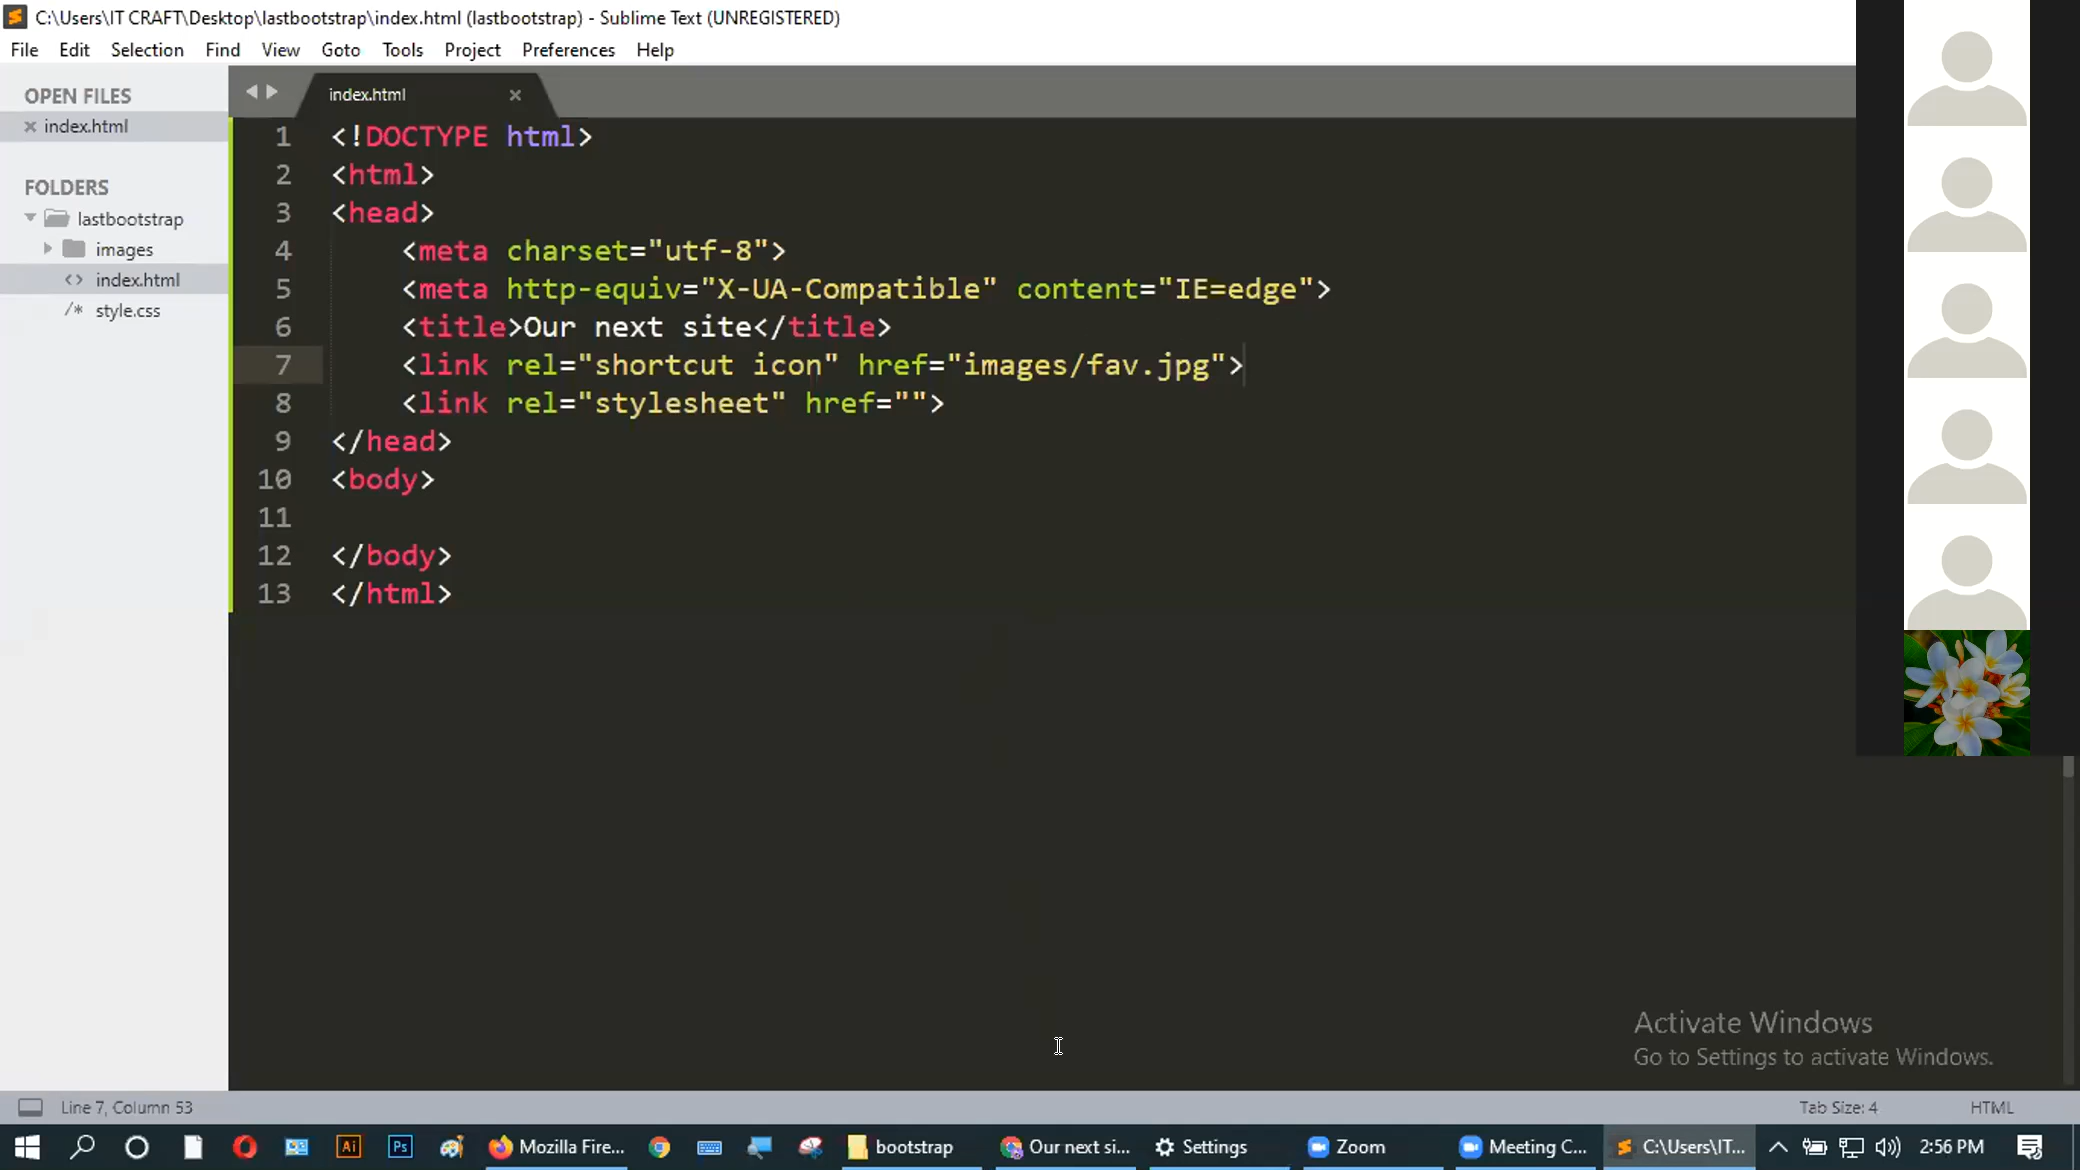 C:\Users\IT CRAFT\Desktop\lastbootstrap\index.html (lastbootstrap) - Sublime Text (UNREGISTERED)
File Edit Selection Find View Goto Tools Project Preferences Help
OPEN FILES
index.html
FOLDERS
lastbootstrap
images
index.html
style.css
index.html
1 <!DOCTYPE html>
2 <html>
3 <head>
4 <meta charset="utf-8">
5 <meta http-equiv="X-UA-Compatible" content="IE=edge">
6 <title>Our next site</title>
7 <link rel="shortcut icon" href="images/fav.jpg">
8 <link rel="stylesheet" href="">
9 </head>
10 <body>
11
12 </body>
13 </html>
Activate Windows
Go to Settings to activate Windows.
Line 7, Column 53 Tab Size: 4 HTML
Ai Ps Mozilla Fire... bootstrap Our next si... Settings Zoom Meeting C... C:\Users\IT... 2:56 PM